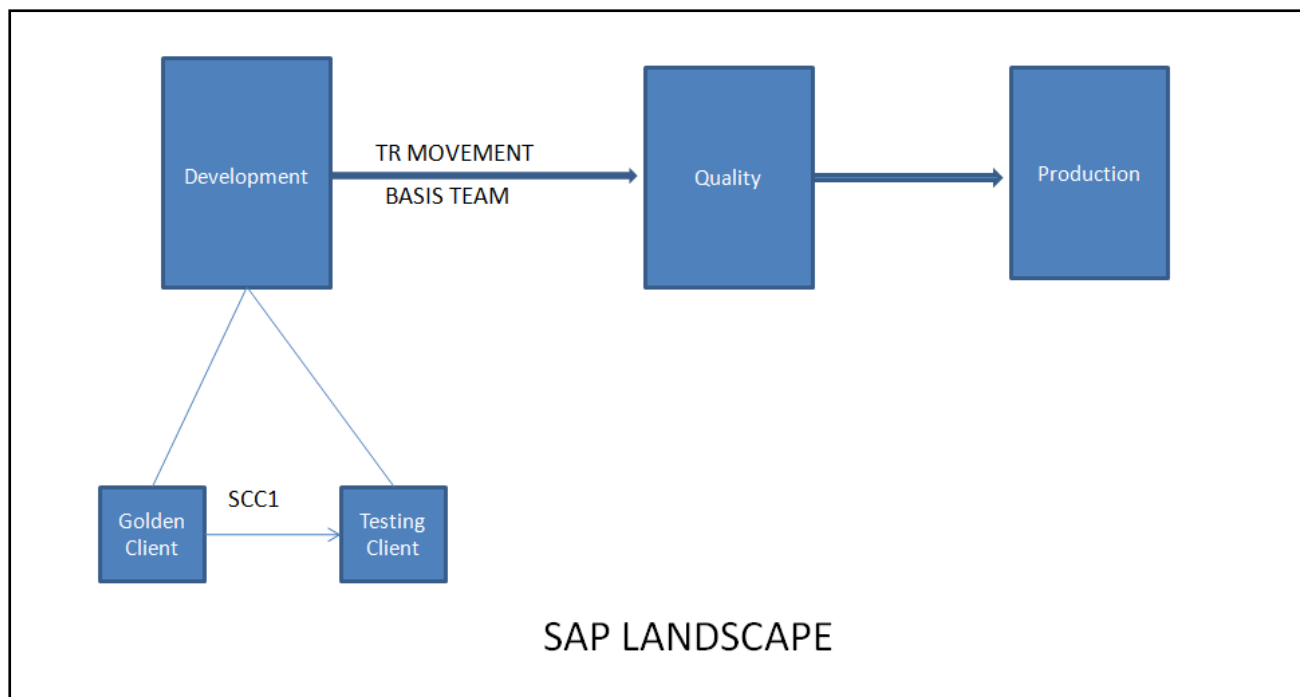 Development
TR MOVEMENT
BASIS TEAM
Quality
Production
Golden
Client
SCC1
Testing
Client
SAP LANDSCAPE